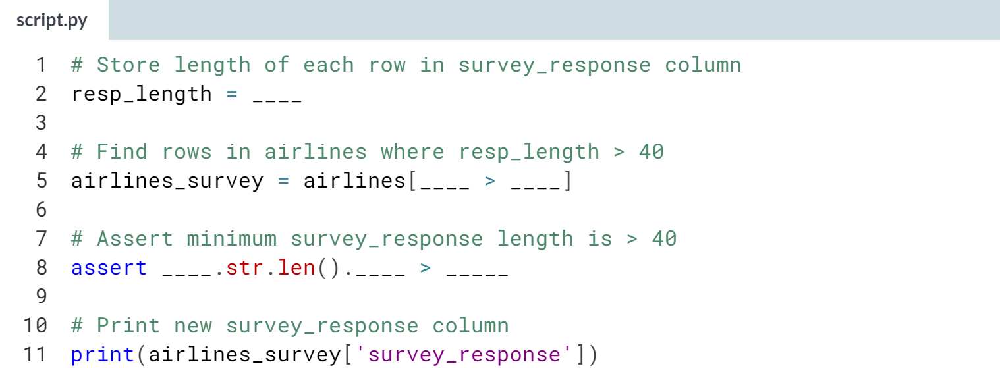 script.py
1 # Store length of each row in survey_response column
2 resp_length = ____
3
4 # Find rows in airlines where resp_length > 40
5 airlines_survey = airlines[____ > ____]
6
7 # Assert minimum survey_response length is > 40
8 assert ____.str.len().____ > _____
9
10 # Print new survey_response column
11 print(airlines_survey['survey_response'])